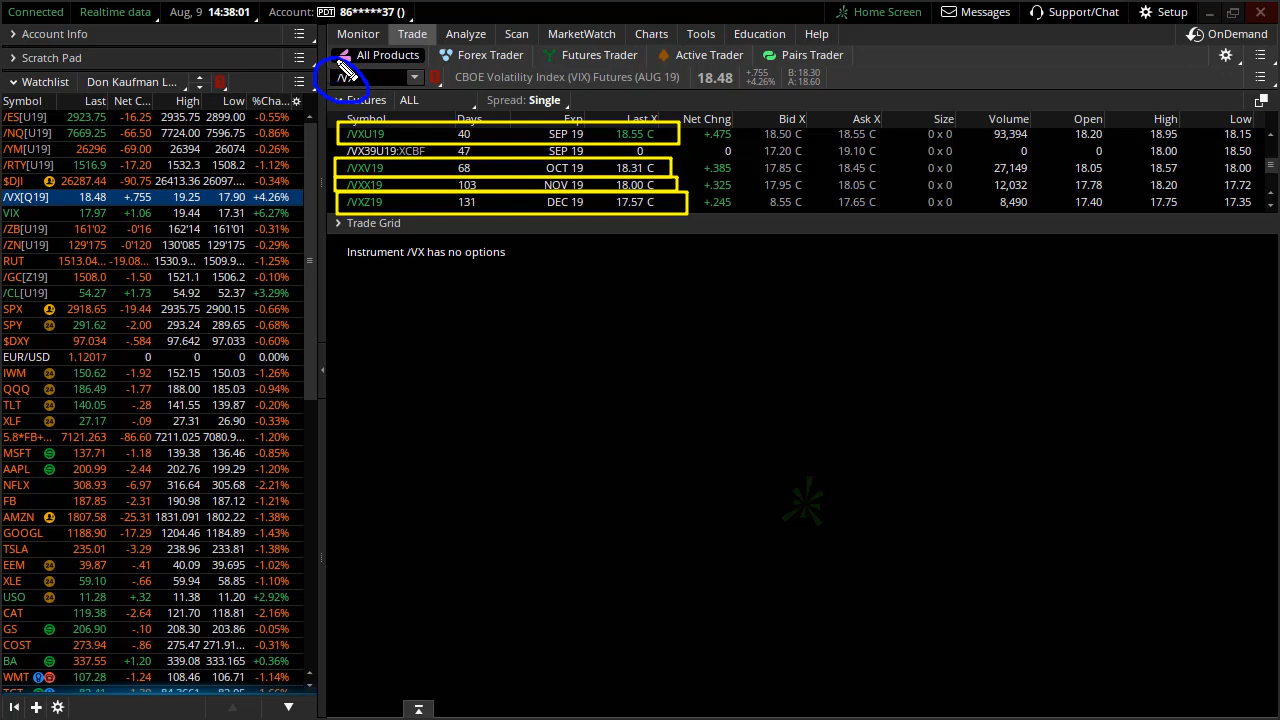 Connected Realtime data Aug, 9 14:38:01 Account: PDT 86*****37 () Home Screen Messages Support/Chat Setup
Account Info
Monitor Trade Analyze Scan MarketWatch Charts Tools Education Help OnDemand
Scratch Pad
All Products Forex Trader Futures Trader Active Trader Pairs Trader
Watchlist Don Kaufman L...
CBOE Volatility Index (VIX) Futures (AUG 19) 18.48 +.755 +4.26% B: 18.30 A: 18.60
Futures ALL Spread: Single
Symbol Last Net C... High Low %Cha...
Symbol Days Exp Last X Net Chng Bid X Ask X Size Volume Open High Low
/VXU19 40 SEP 19 18.55 C +.475 18.50 C 18.55 C 0 x 0 93,394 18.20 18.95 18.15
/VX39U19:XCBF 47 SEP 19 0 0 17.20 C 19.10 C 0 x 0 0 0 18.00 18.50
/VXV19 68 OCT 19 18.31 C +.385 17.85 C 18.35 C 0 x 0 27,149 18.05 18.50 18.00
/VXX19 103 NOV 19 18.00 C +.325 17.95 C 18.05 C 0 x 0 12,032 17.78 18.20 17.72
/VXZ19 131 DEC 19 17.57 C +.245 8.55 C 17.65 C 0 x 0 8,490 17.40 17.75 17.35
Trade Grid
Instrument /VX has no options
/ES[U19] 2923.75 -16.25 2935.75 2899.00 -0.55%
/NQ[U19] 7669.25 -66.50 7724.00 7596.75 -0.86%
/YM[U19] 26296 -69.00 26394 26074 -0.26%
/RTY[U19] 1516.9 -17.20 1532.3 1508.2 -1.12%
$DJI 26287.44 -90.75 26413.36 26097.... -0.34%
/VX[Q19] 18.48 +.755 19.25 17.90 +4.26%
VIX 17.97 +1.06 19.44 17.31 +6.27%
/ZB[U19] 161'02 -0'16 162'14 161'01 -0.31%
/ZN[U19] 129'175 -0'120 130'085 129'175 -0.29%
RUT 1513.04... -19.08... 1530.9... 1509.9... -1.25%
/GC[Z19] 1508.0 -1.50 1521.1 1506.2 -0.10%
/CL[U19] 54.27 +1.73 54.92 52.37 +3.29%
SPX 2918.65 -19.44 2935.75 2900.15 -0.66%
SPY 291.62 -2.00 293.24 289.65 -0.68%
$DXY 97.034 -.584 97.642 97.033 -0.60%
EUR/USD 1.12017 0 0 0 0.00%
IWM 150.62 -1.92 152.15 150.03 -1.26%
QQQ 186.49 -1.77 188.00 185.03 -0.94%
TLT 140.05 -.28 141.55 139.87 -0.20%
XLF 27.17 -.09 27.31 26.90 -0.33%
5.8*FB+... 7121.263 -86.60 7211.025 7080.9... -1.20%
MSFT 137.71 -1.18 139.38 136.46 -0.85%
AAPL 200.99 -2.44 202.76 199.29 -1.20%
NFLX 308.93 -6.97 316.64 305.68 -2.21%
FB 187.85 -2.31 190.98 187.12 -1.21%
AMZN 1807.58 -25.31 1831.091 1802.22 -1.38%
GOOGL 1188.90 -17.29 1204.46 1184.89 -1.43%
TSLA 235.01 -3.29 238.96 233.81 -1.38%
EEM 39.87 -.41 40.09 39.695 -1.02%
XLE 59.10 -.66 59.94 58.85 -1.10%
USO 11.28 +.32 11.38 11.20 +2.92%
CAT 119.38 -2.64 121.70 118.81 -2.16%
GS 206.90 -.10 208.30 203.86 -0.05%
COST 273.94 -.86 275.47 271.91... -0.31%
BA 337.55 +1.20 339.08 333.165 +0.36%
WMT 107.28 -1.24 108.46 106.71 -1.14%